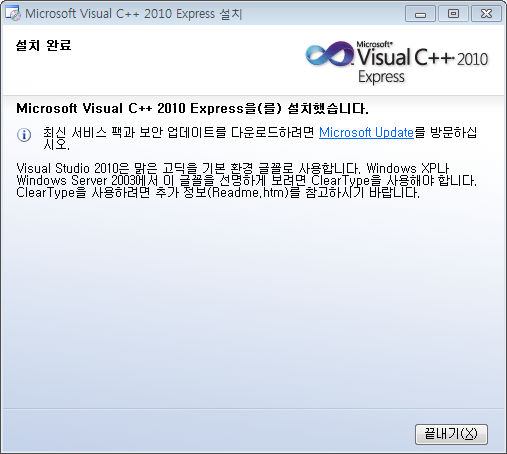 Microsoft Visual C++ 2010 Express 설치
설치 완료
Microsoft®
Visual C++ 2010
Express
Microsoft Visual C++ 2010 Express을(를) 설치했습니다.
최신 서비스 팩과 보안 업데이트를 다운로드하려면 Microsoft Update를 방문하십
시오.
Visual Studio 2010은 맑은 고딕을 기본 환경 글꼴로 사용합니다. Windows XP나
Windows Server 2003에서 이 글꼴을 선명하게 보려면 ClearType을 사용해야 합니다.
ClearType을 사용하려면 추가 정보(Readme.htm)를 참고하시기 바랍니다.
끝내기(X)